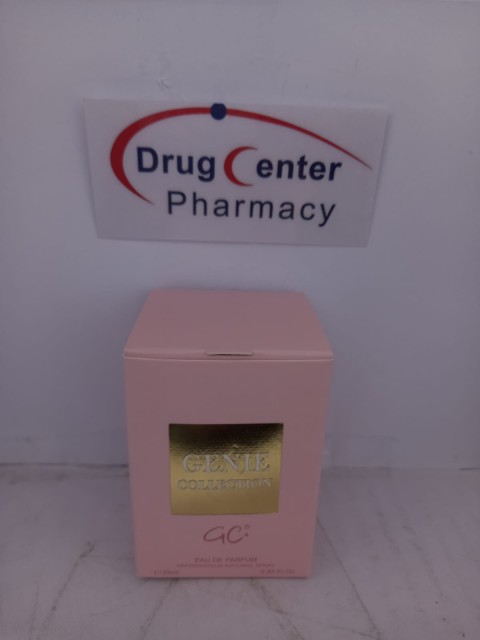 Drug Center
Pharmacy
GENIE
COLLECTION
GC®
EAU DE PARFUM